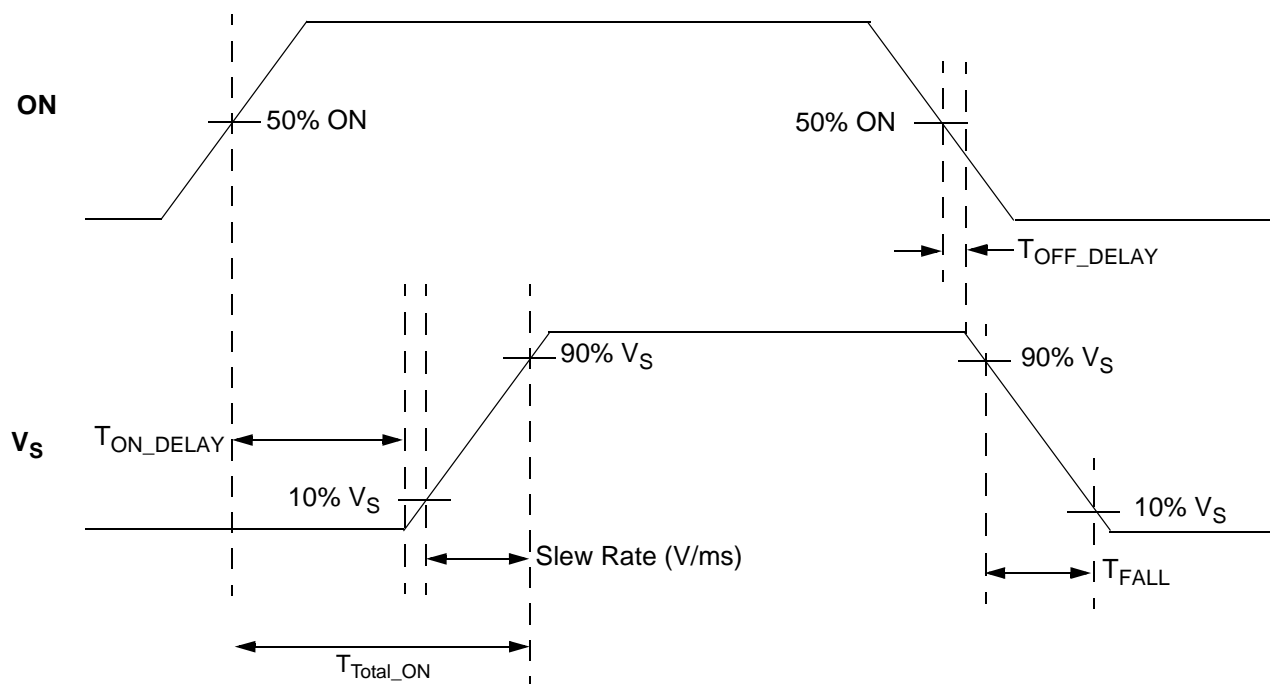 ON
50% ON
50% ON
T_OFF_DELAY
90% V_S
90% V_S
V_S
T_ON_DELAY
10% V_S
10% V_S
Slew Rate (V/ms)
T_FALL
T_Total_ON